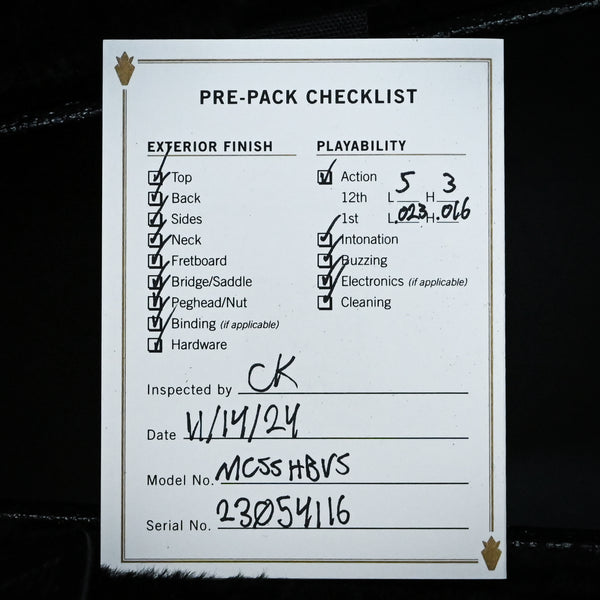 PRE-PACK CHECKLIST
EXTERIOR FINISH
Top
Back
Sides
Neck
Fretboard
Bridge/Saddle
Peghead/Nut
Binding (if applicable)
Hardware
PLAYABILITY
Action
12th L 5 H 3
1st L .023 H .016
Intonation
Buzzing
Electronics (if applicable)
Cleaning
Inspected by CK
Date 11/14/24
Model No. MC55HBVS
Serial No. 23054116